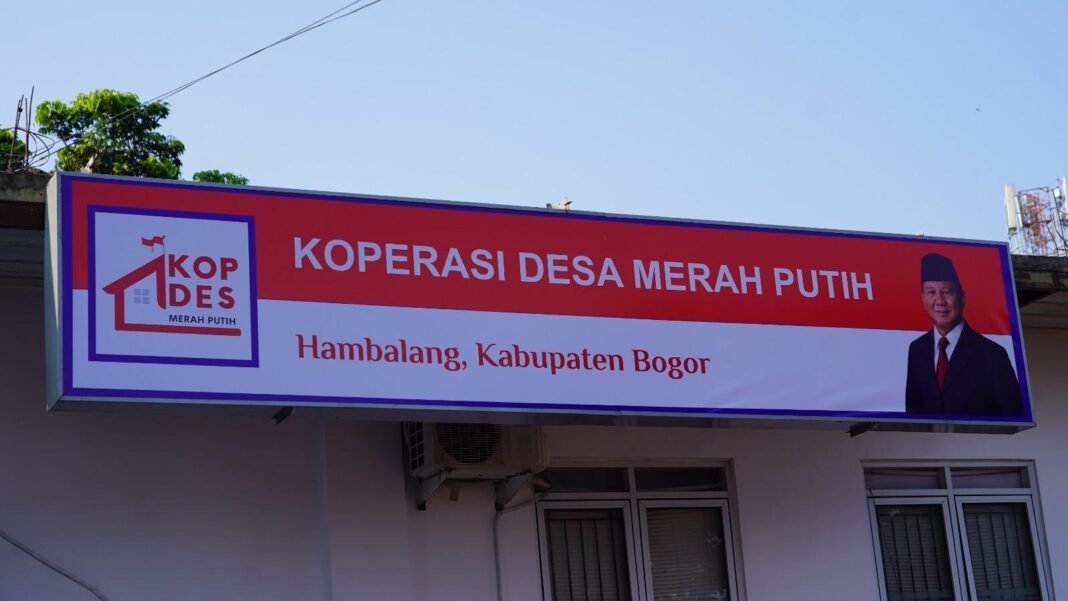 KOP
DES
MERAH PUTIH
KOPERASI DESA MERAH PUTIH
Hambalang, Kabupaten Bogor